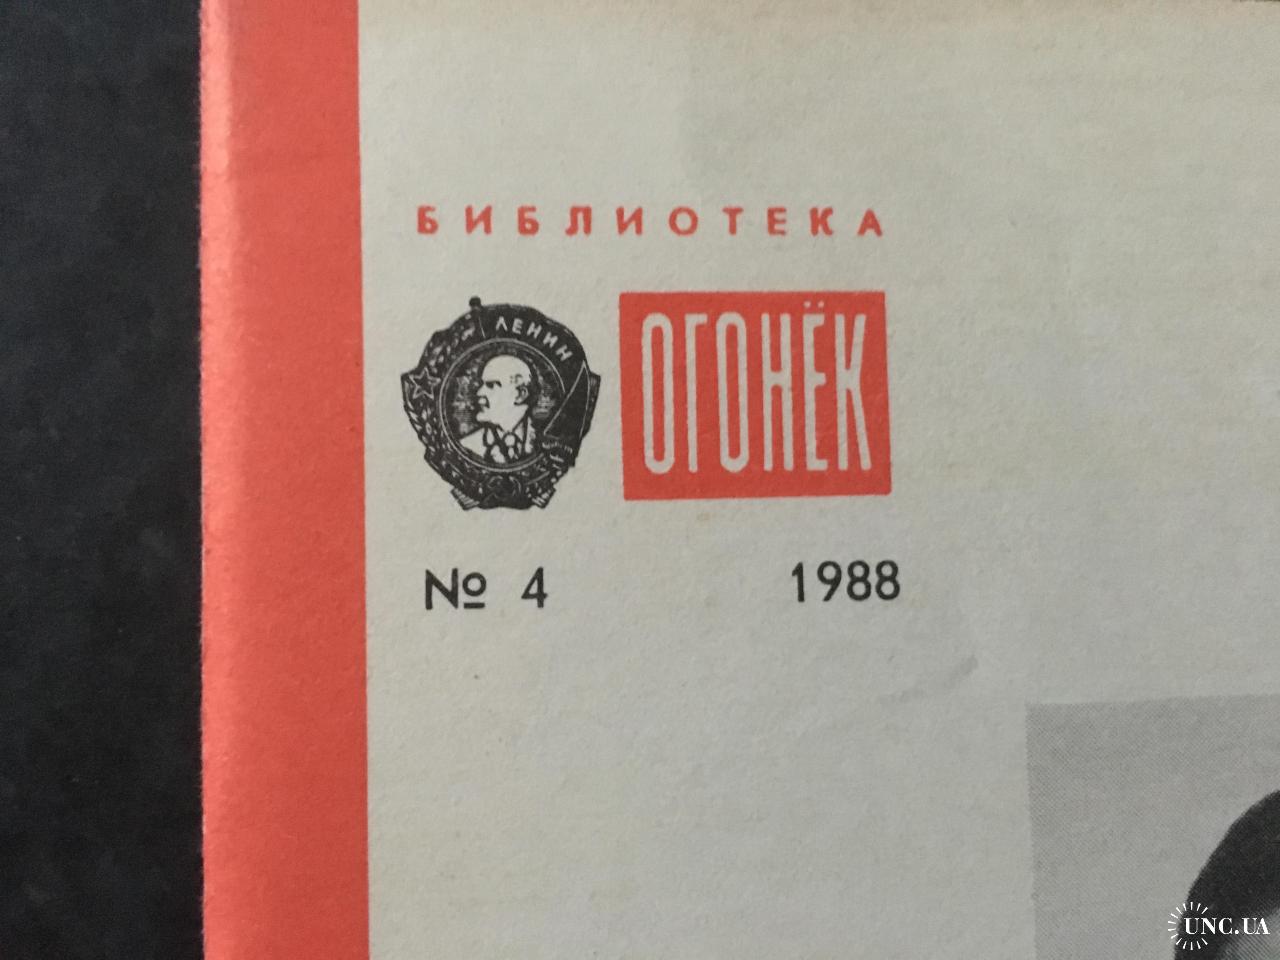 БИБЛИОТЕКА
ЛЕНИН
ОГОНЁК
№ 4 1988
UNC.UA